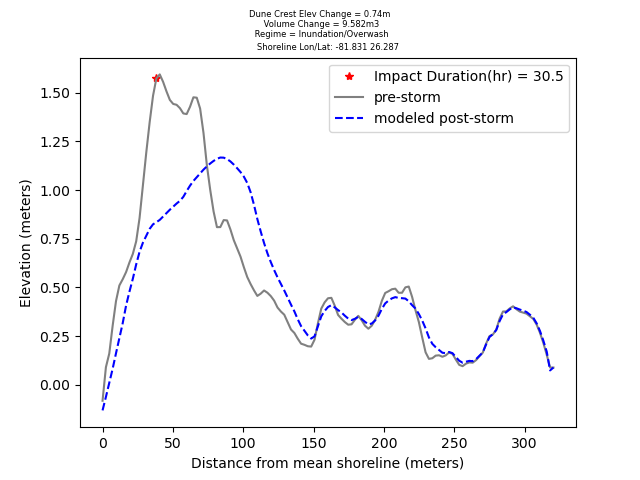 Dune Crest Elev Change = 0.74m
Volume Change = 9.582m3
Regime = Inundation/Overwash
Shoreline Lon/Lat: -81.831 26.287
Impact Duration(hr) = 30.5
pre-storm
modeled post-storm
Elevation (meters)
1.50
1.25
1.00
0.75
0.50
0.25
0.00
0 50 100 150 200 250 300
Distance from mean shoreline (meters)